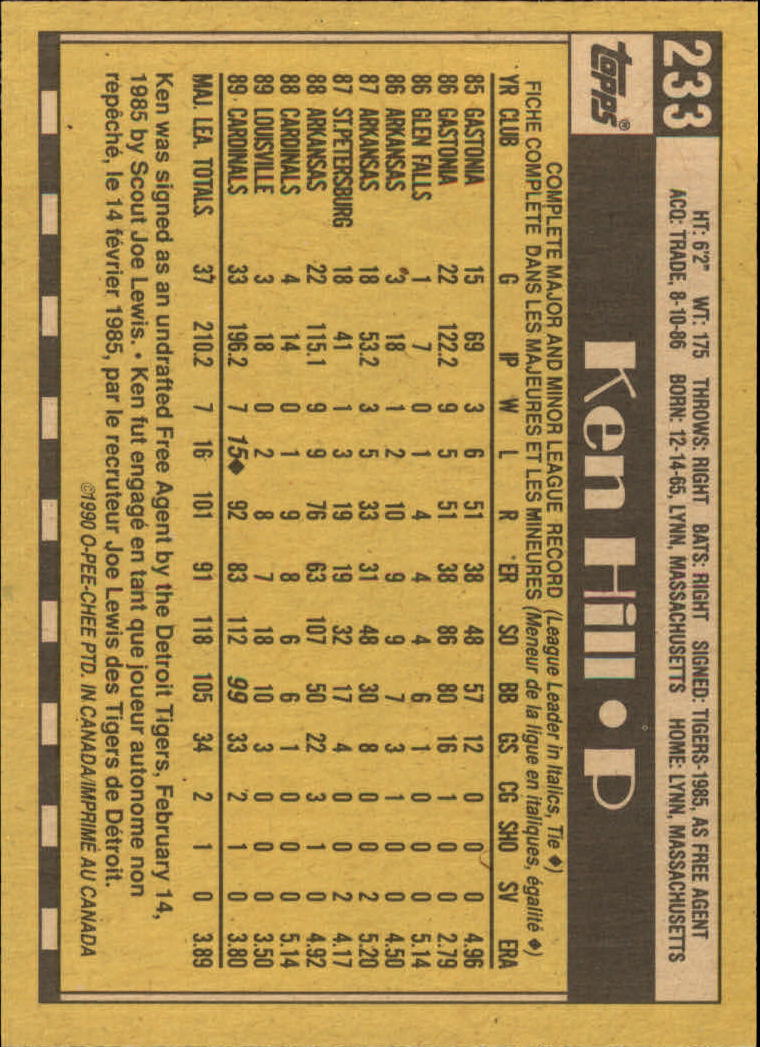 233
topps®
HT: 6'2" WT: 175 THROWS: RIGHT BATS: RIGHT SIGNED: TIGERS-1985, AS FREE AGENT
ACQ: TRADE, 8-10-86 BORN: 12-14-65, LYNN, MASSACHUSETTS HOME: LYNN, MASSACHUSETTS
Ken Hill • P
COMPLETE MAJOR AND MINOR LEAGUE RECORD (League Leader in Italics, Tie ◆)
FICHE COMPLÈTE DANS LES MAJEURES ET LES MINEURES (Meneur de la ligue en italiques, égalité ◆)
YR CLUB G IP W L R ER SO BB GS CG SHO SV ERA
85 GASTONIA 15 69 3 6 51 38 48 57 12 0 0 0 4.96
86 GASTONIA 22 122.2 9 5 51 38 86 80 16 1 0 0 2.79
86 GLEN FALLS 1 7 0 1 4 4 4 6 1 0 0 0 5.14
86 ARKANSAS 3 18 1 2 10 9 9 7 3 1 0 0 4.50
87 ARKANSAS 18 53.2 3 5 33 31 48 30 8 0 0 2 5.20
87 ST.PETERSBURG 18 41 1 3 19 19 32 17 4 0 0 2 4.17
88 ARKANSAS 22 115.1 9 9 76 63 107 50 22 3 1 0 4.92
88 CARDINALS 4 14 0 1 9 8 6 6 1 0 0 0 5.14
89 LOUISVILLE 3 18 0 2 8 7 18 10 3 0 0 0 3.50
89 CARDINALS 33 196.2 7 15◆ 92 83 112 99 33 2 1 0 3.80
MAJ. LEA. TOTALS 37 210.2 7 16 101 91 118 105 34 2 1 0 3.89
Ken was signed as an undrafted Free Agent by the Detroit Tigers, February 14,
1985 by Scout Joe Lewis. • Ken fut engagé en tant que joueur autonome non
repêché, le 14 février 1985, par le recruteur Joe Lewis des Tigers de Détroit.
©1990 O-PEE-CHEE PTD. IN CANADA/IMPRIMÉ AU CANADA